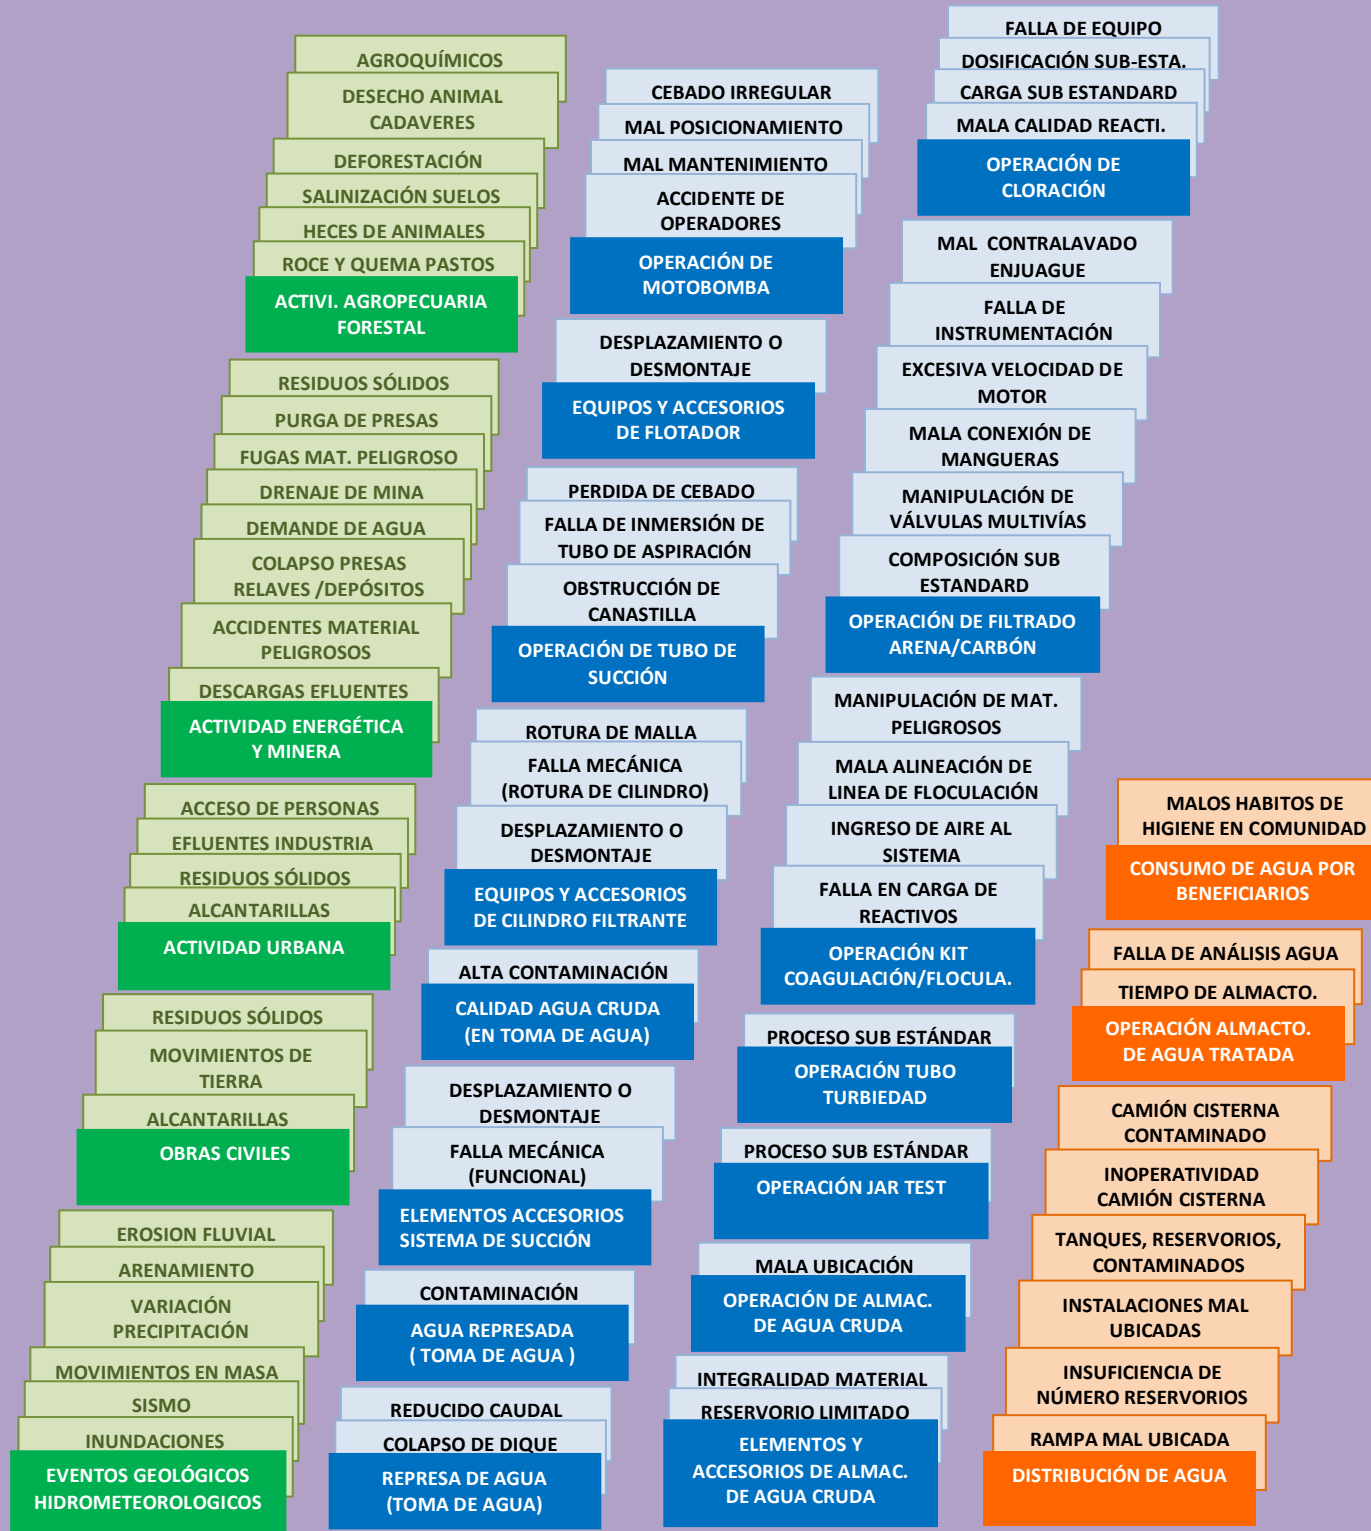 AGROQUÍMICOS
DESECHO ANIMAL
CADAVERES
DEFORESTACIÓN
SALINIZACIÓN SUELOS
HECES DE ANIMALES
ROCE Y QUEMA PASTOS
ACTIVI. AGROPECUARIA
FORESTAL
RESIDUOS SÓLIDOS
PURGA DE PRESAS
FUGAS MAT. PELIGROSO
DRENAJE DE MINA
DEMANDE DE AGUA
COLAPSO PRESAS
RELAVES /DEPÓSITOS
ACCIDENTES MATERIAL
PELIGROSOS
DESCARGAS EFLUENTES
ACTIVIDAD ENERGÉTICA
Y MINERA
ACCESO DE PERSONAS
EFLUENTES INDUSTRIA
RESIDUOS SÓLIDOS
ALCANTARILLAS
ACTIVIDAD URBANA
RESIDUOS SÓLIDOS
MOVIMIENTOS DE
TIERRA
ALCANTARILLAS
OBRAS CIVILES
EROSION FLUVIAL
ARENAMIENTO
VARIACIÓN
PRECIPITACIÓN
MOVIMIENTOS EN MASA
SISMO
INUNDACIONES
EVENTOS GEOLÓGICOS
HIDROMETEOROLOGICOS
CEBADO IRREGULAR
MAL POSICIONAMIENTO
MAL MANTENIMIENTO
ACCIDENTE DE
OPERADORES
OPERACIÓN DE
MOTOBOMBA
DESPLAZAMIENTO O
DESMONTAJE
EQUIPOS Y ACCESORIOS
DE FLOTADOR
PERDIDA DE CEBADO
FALLA DE INMERSIÓN DE
TUBO DE ASPIRACIÓN
OBSTRUCCIÓN DE
CANASTILLA
OPERACIÓN DE TUBO DE
SUCCIÓN
ROTURA DE MALLA
FALLA MECÁNICA
(ROTURA DE CILINDRO)
DESPLAZAMIENTO O
DESMONTAJE
EQUIPOS Y ACCESORIOS
DE CILINDRO FILTRANTE
ALTA CONTAMINACIÓN
CALIDAD AGUA CRUDA
(EN TOMA DE AGUA)
DESPLAZAMIENTO O
DESMONTAJE
FALLA MECÁNICA
(FUNCIONAL)
ELEMENTOS ACCESORIOS
SISTEMA DE SUCCIÓN
CONTAMINACIÓN
AGUA REPRESADA
( TOMA DE AGUA )
REDUCIDO CAUDAL
COLAPSO DE DIQUE
REPRESA DE AGUA
(TOMA DE AGUA)
FALLA DE EQUIPO
DOSIFICACIÓN SUB-ESTA.
CARGA SUB ESTANDARD
MALA CALIDAD REACTI.
OPERACIÓN DE
CLORACIÓN
MAL CONTRALAVADO
ENJUAGUE
FALLA DE
INSTRUMENTACIÓN
EXCESIVA VELOCIDAD DE
MOTOR
MALA CONEXIÓN DE
MANGUERAS
MANIPULACIÓN DE
VÁLVULAS MULTIVÍAS
COMPOSICIÓN SUB
ESTANDARD
OPERACIÓN DE FILTRADO
ARENA/CARBÓN
MANIPULACIÓN DE MAT.
PELIGROSOS
MALA ALINEACIÓN DE
LINEA DE FLOCULACIÓN
INGRESO DE AIRE AL
SISTEMA
FALLA EN CARGA DE
REACTIVOS
OPERACIÓN KIT
COAGULACIÓN/FLOCULA.
PROCESO SUB ESTÁNDAR
OPERACIÓN TUBO
TURBIEDAD
PROCESO SUB ESTÁNDAR
OPERACIÓN JAR TEST
MALA UBICACIÓN
OPERACIÓN DE ALMAC.
DE AGUA CRUDA
INTEGRALIDAD MATERIAL
RESERVORIO LIMITADO
ELEMENTOS Y
ACCESORIOS DE ALMAC.
DE AGUA CRUDA
MALOS HABITOS DE
HIGIENE EN COMUNIDAD
CONSUMO DE AGUA POR
BENEFICIARIOS
FALLA DE ANÁLISIS AGUA
TIEMPO DE ALMACTO.
OPERACIÓN ALMACTO.
DE AGUA TRATADA
CAMIÓN CISTERNA
CONTAMINADO
INOPERATIVIDAD
CAMIÓN CISTERNA
TANQUES, RESERVORIOS,
CONTAMINADOS
INSTALACIONES MAL
UBICADAS
INSUFICIENCIA DE
NÚMERO RESERVORIOS
RAMPA MAL UBICADA
DISTRIBUCIÓN DE AGUA